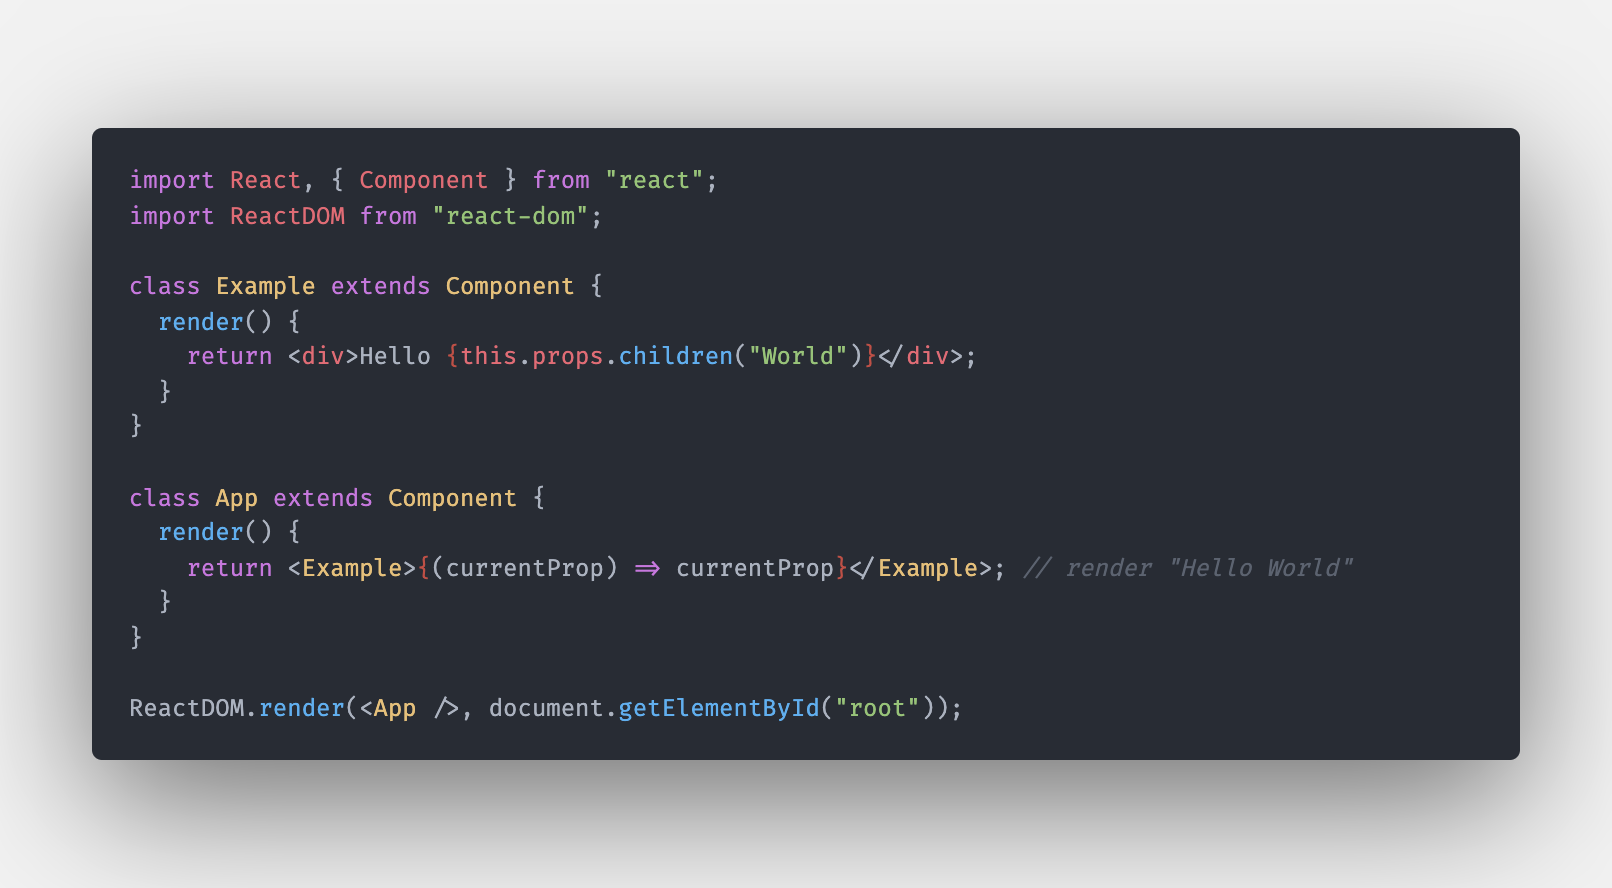 import React, { Component } from "react";
import ReactDOM from "react-dom";

class Example extends Component {
  render() {
    return <div>Hello {this.props.children("World")}</div>;
  }
}

class App extends Component {
  render() {
    return <Example>{(currentProp) => currentProp}</Example>; // render "Hello World"
  }
}

ReactDOM.render(<App />, document.getElementById("root"));